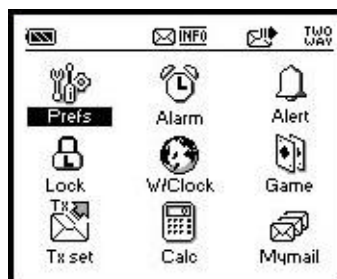 INFO TWO WAY
Prefs Alarm Alert
Lock W/Clock Game
Tx
Tx set Calc Mymail